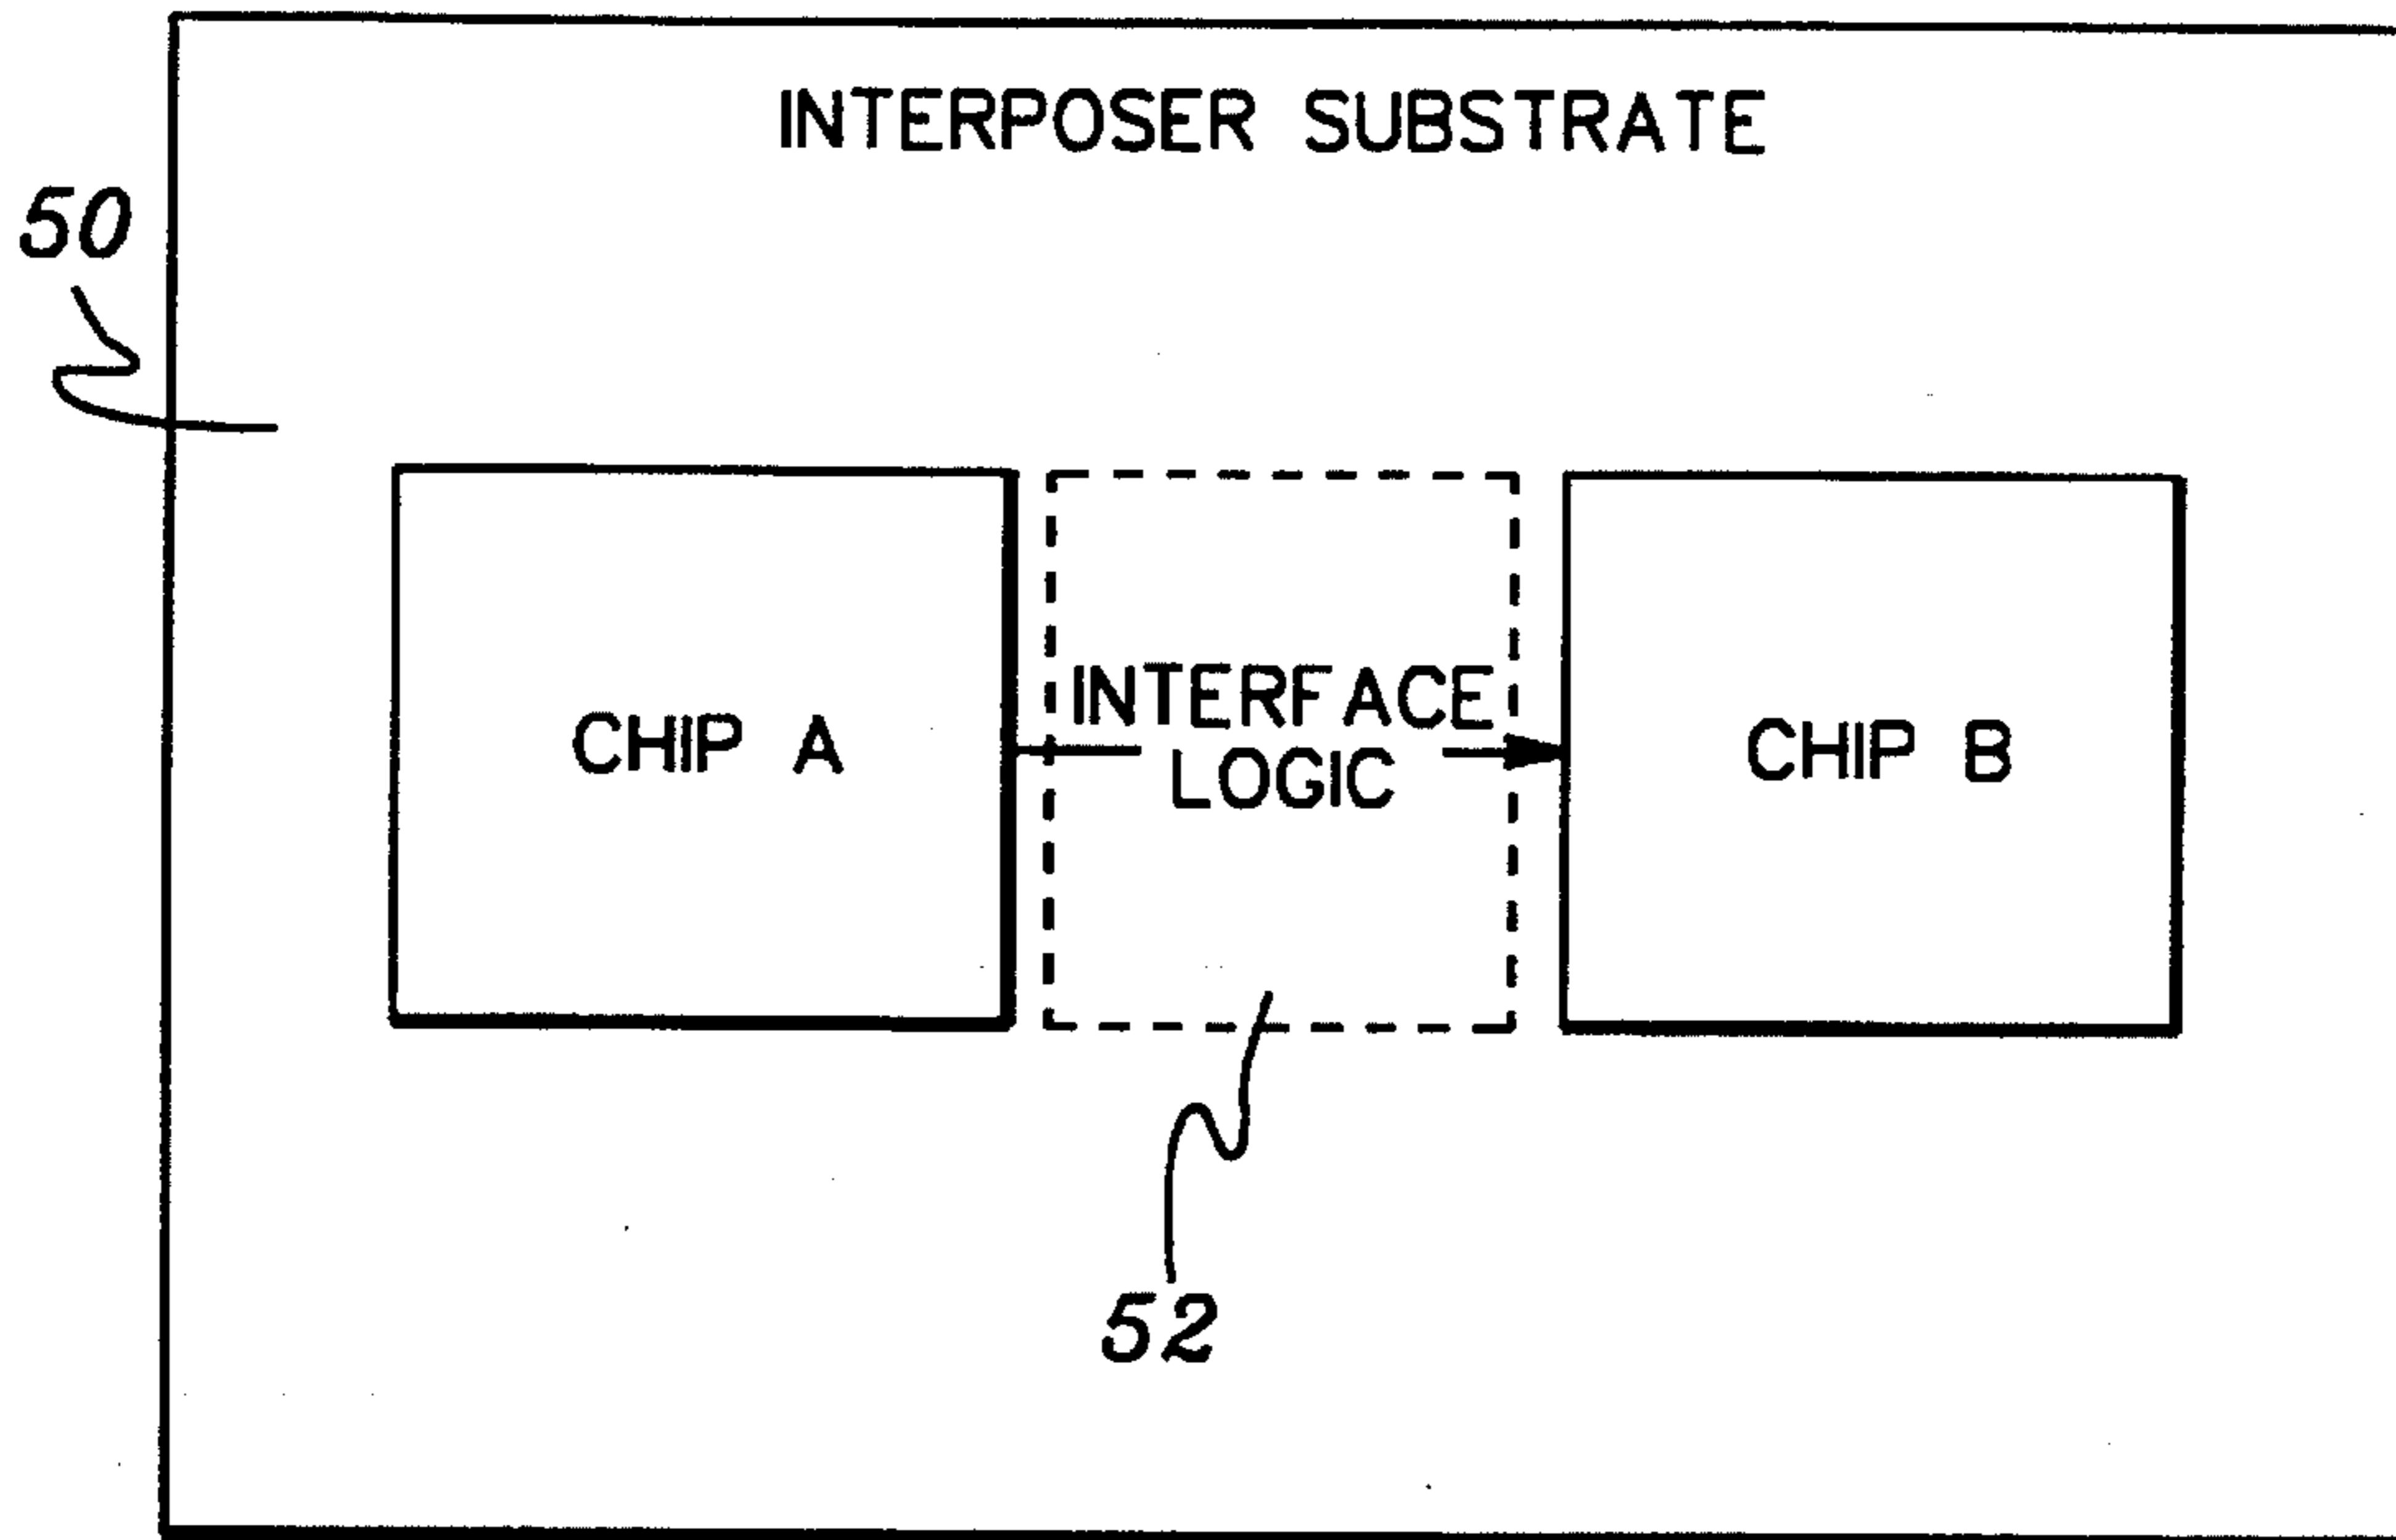 INTERPOSER SUBSTRATE
50
CHIP A
INTERFACE
LOGIC
CHIP B
52